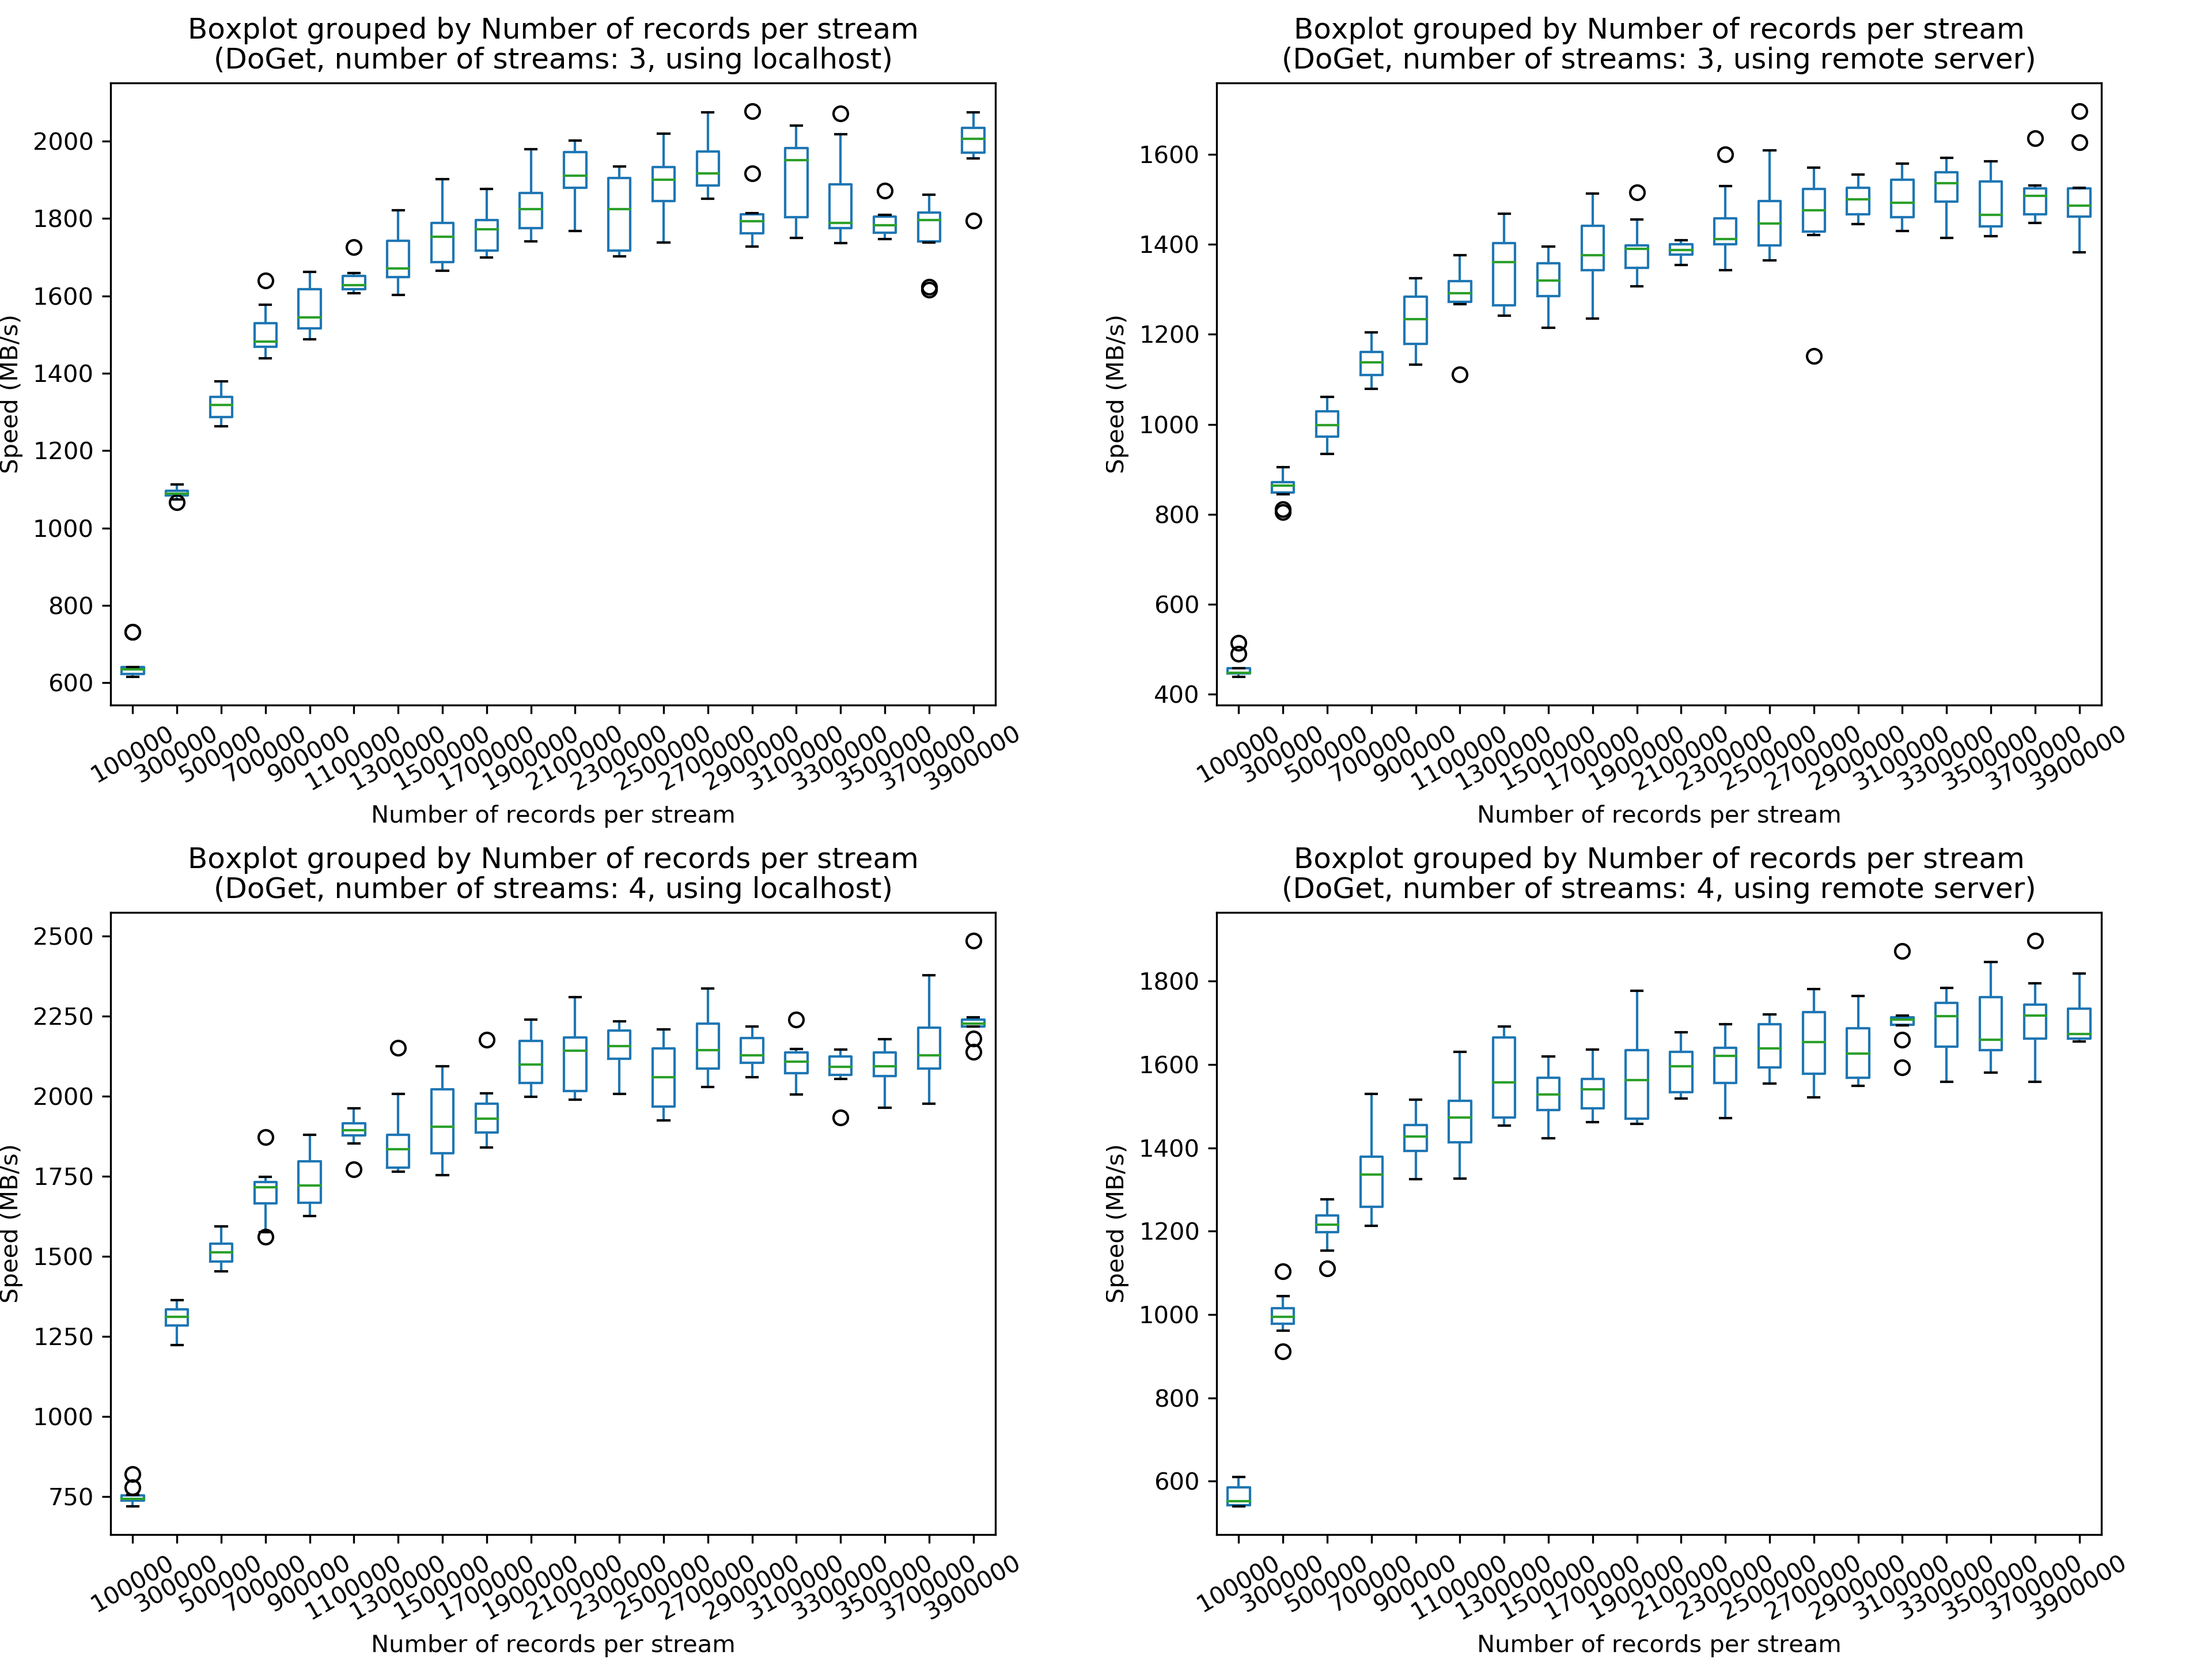 Boxplot grouped by Number of records per stream
(DoGet, number of streams: 3, using localhost)
Speed (MB/s)
2000
1800
1600
1400
1200
1000
800
600
100000 300000 500000 700000 900000 1100000 1300000 1500000 1700000 1900000 2100000 2300000 2500000 2700000 2900000 3100000 3300000 3500000 3700000 3900000
Number of records per stream
Boxplot grouped by Number of records per stream
(DoGet, number of streams: 3, using remote server)
Speed (MB/s)
1600
1400
1200
1000
800
600
400
100000 300000 500000 700000 900000 1100000 1300000 1500000 1700000 1900000 2100000 2300000 2500000 2700000 2900000 3100000 3300000 3500000 3700000 3900000
Number of records per stream
Boxplot grouped by Number of records per stream
(DoGet, number of streams: 4, using localhost)
Speed (MB/s)
2500
2250
2000
1750
1500
1250
1000
750
100000 300000 500000 700000 900000 1100000 1300000 1500000 1700000 1900000 2100000 2300000 2500000 2700000 2900000 3100000 3300000 3500000 3700000 3900000
Number of records per stream
Boxplot grouped by Number of records per stream
(DoGet, number of streams: 4, using remote server)
Speed (MB/s)
1800
1600
1400
1200
1000
800
600
100000 300000 500000 700000 900000 1100000 1300000 1500000 1700000 1900000 2100000 2300000 2500000 2700000 2900000 3100000 3300000 3500000 3700000 3900000
Number of records per stream